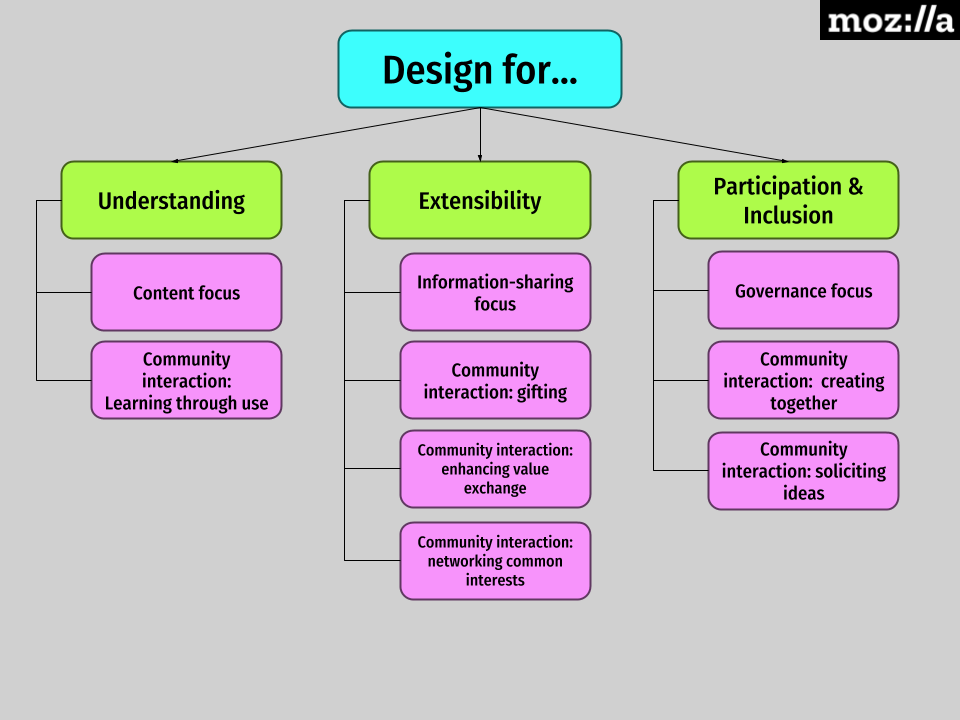 moz://a
Design for...
Understanding
Content focus
Community
interaction:
Learning through use
Extensibility
Information-sharing
focus
Community
interaction: gifting
Community interaction:
enhancing value
exchange
Community interaction:
networking common
interests
Participation &
Inclusion
Governance focus
Community
interaction:  creating
together
Community
interaction: soliciting
ideas